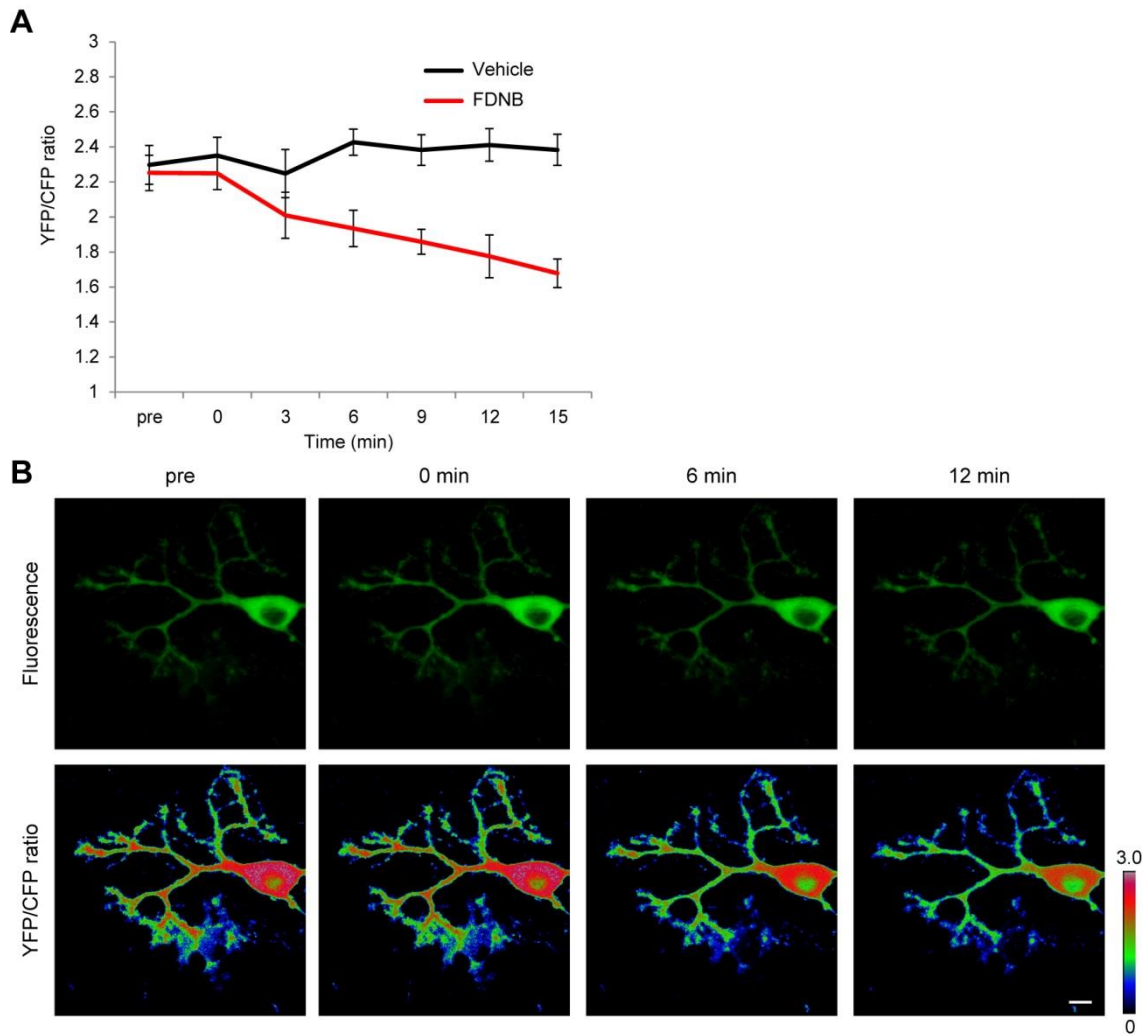 A
3
2.8
2.6
2.4
2.2
2
1.8
1.6
1.4
1.2
1
YFP/CFP ratio
Vehicle
FDNB
pre 0 3 6 9 12 15
Time (min)
B
pre 0 min 6 min 12 min
Fluorescence
YFP/CFP ratio
3.0
0